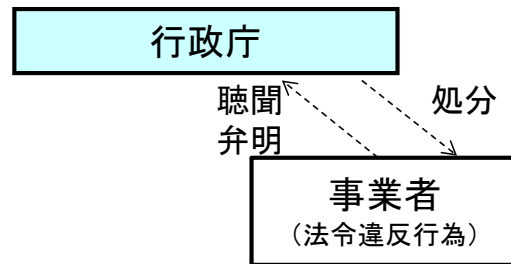 行政庁
聴聞
弁明
処分
事業者
（法令違反行為）